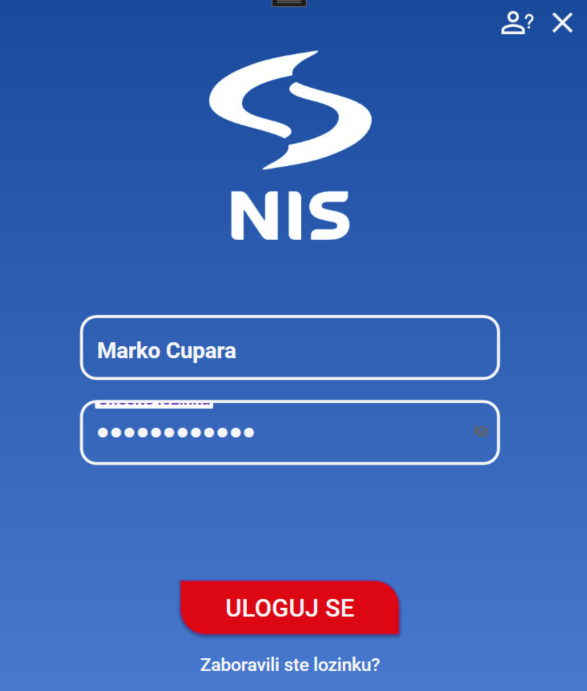 ?
NIS
Marko Cupara
ULOGUJ SE
Zaboravili ste lozinku?